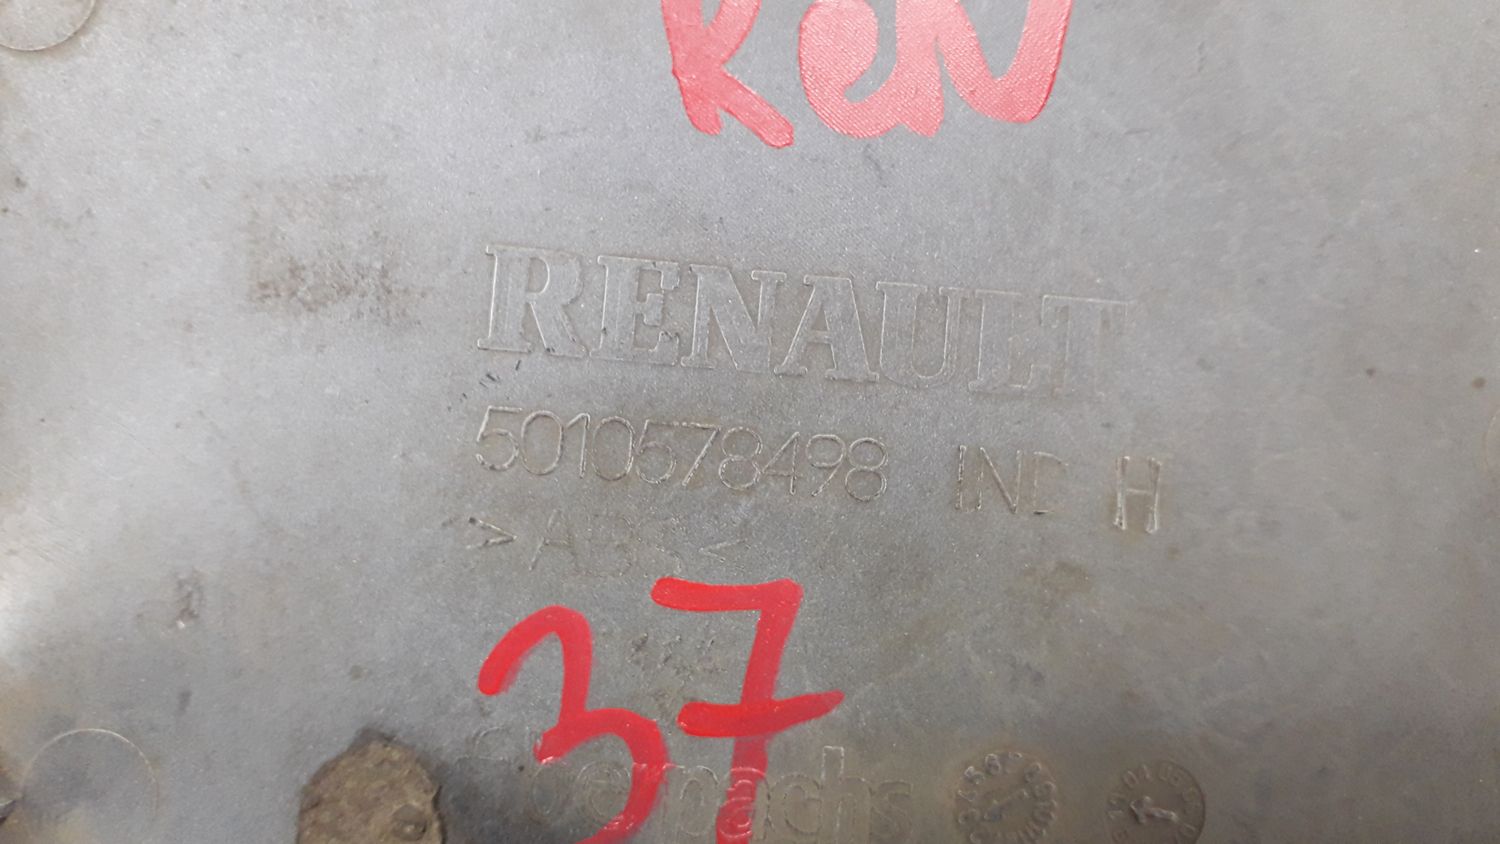 Ren
RENAULT
5010578498 IND H
>ABS<
37